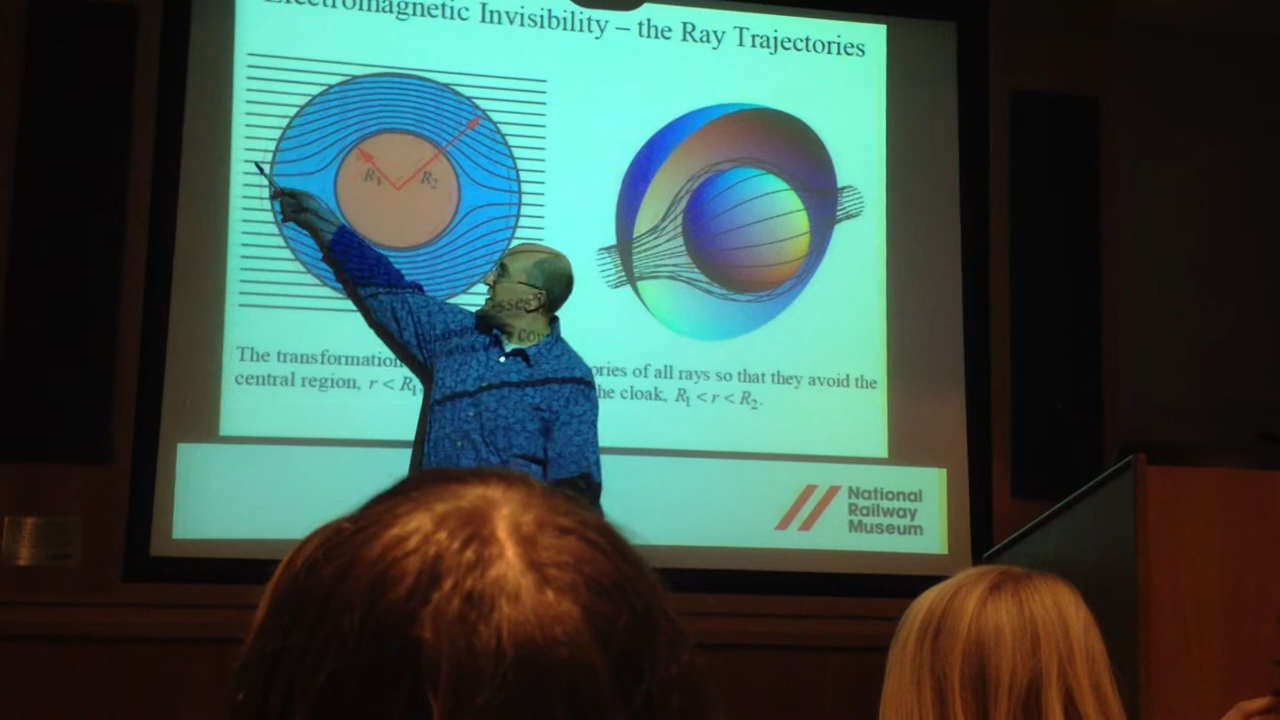 Electromagnetic Invisibility – the Ray Trajectories
R₁ R₂
The transformation ories of all rays so that they avoid the
central region, r < R₁ he cloak, R₁ < r < R₂.
National
Railway
Museum